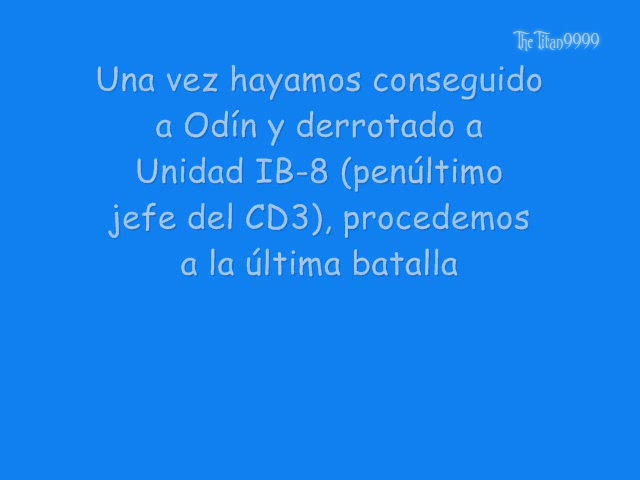 The Titan9999
Una vez hayamos conseguido
a Odín y derrotado a
Unidad IB-8 (penúltimo
jefe del CD3), procedemos
a la última batalla